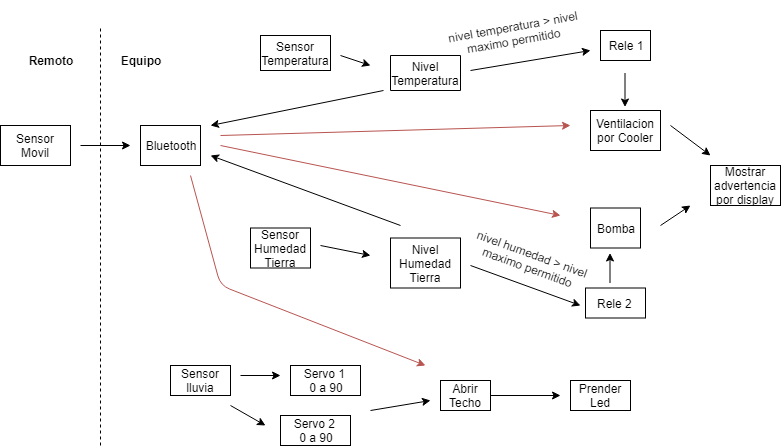 nivel temperatura > nivel
maximo permitido
Sensor
Temperatura
Rele 1
Remoto
Equipo
Nivel
Temperatura
Sensor
Movil
Bluetooth
Ventilacion
por Cooler
Mostrar
advertencia
por display
Sensor
Humedad
Tierra
Nivel
Humedad
Tierra
nivel humedad > nivel
maximo permitido
Bomba
Rele 2
Sensor
lluvia
Servo 1
0 a 90
Servo 2
0 a 90
Abrir
Techo
Prender
Led